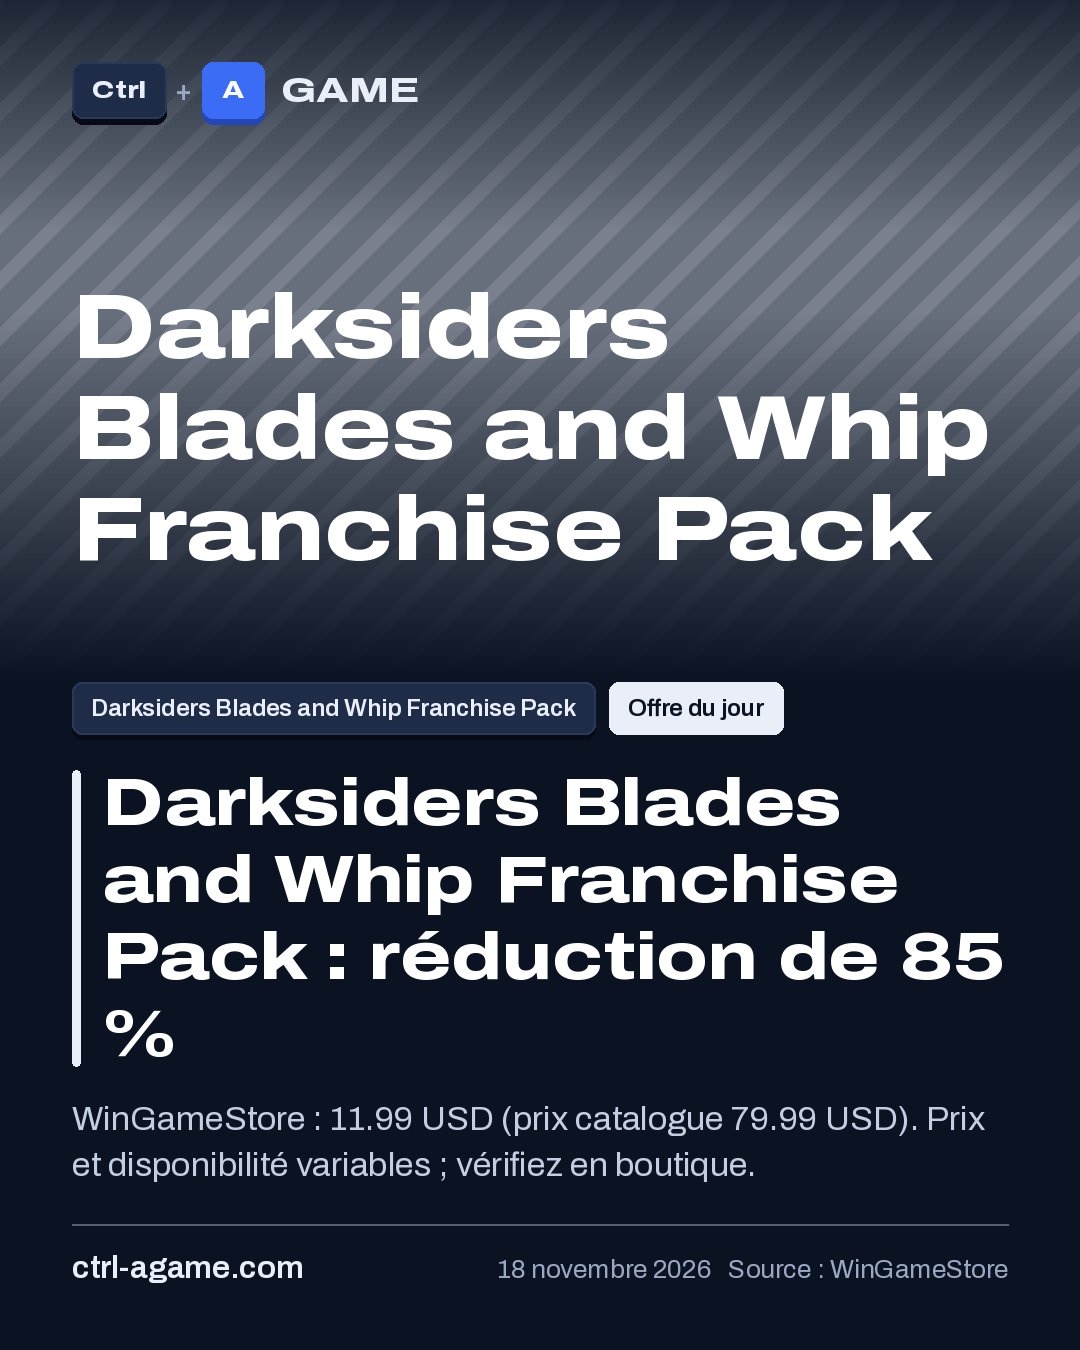 Ctrl + A GAME
Darksiders
Blades and Whip
Franchise Pack
Darksiders Blades and Whip Franchise Pack Offre du jour
Darksiders Blades
and Whip Franchise
Pack : réduction de 85
%
WinGameStore : 11.99 USD (prix catalogue 79.99 USD). Prix
et disponibilité variables ; vérifiez en boutique.
ctrl-agame.com 18 novembre 2026 Source : WinGameStore